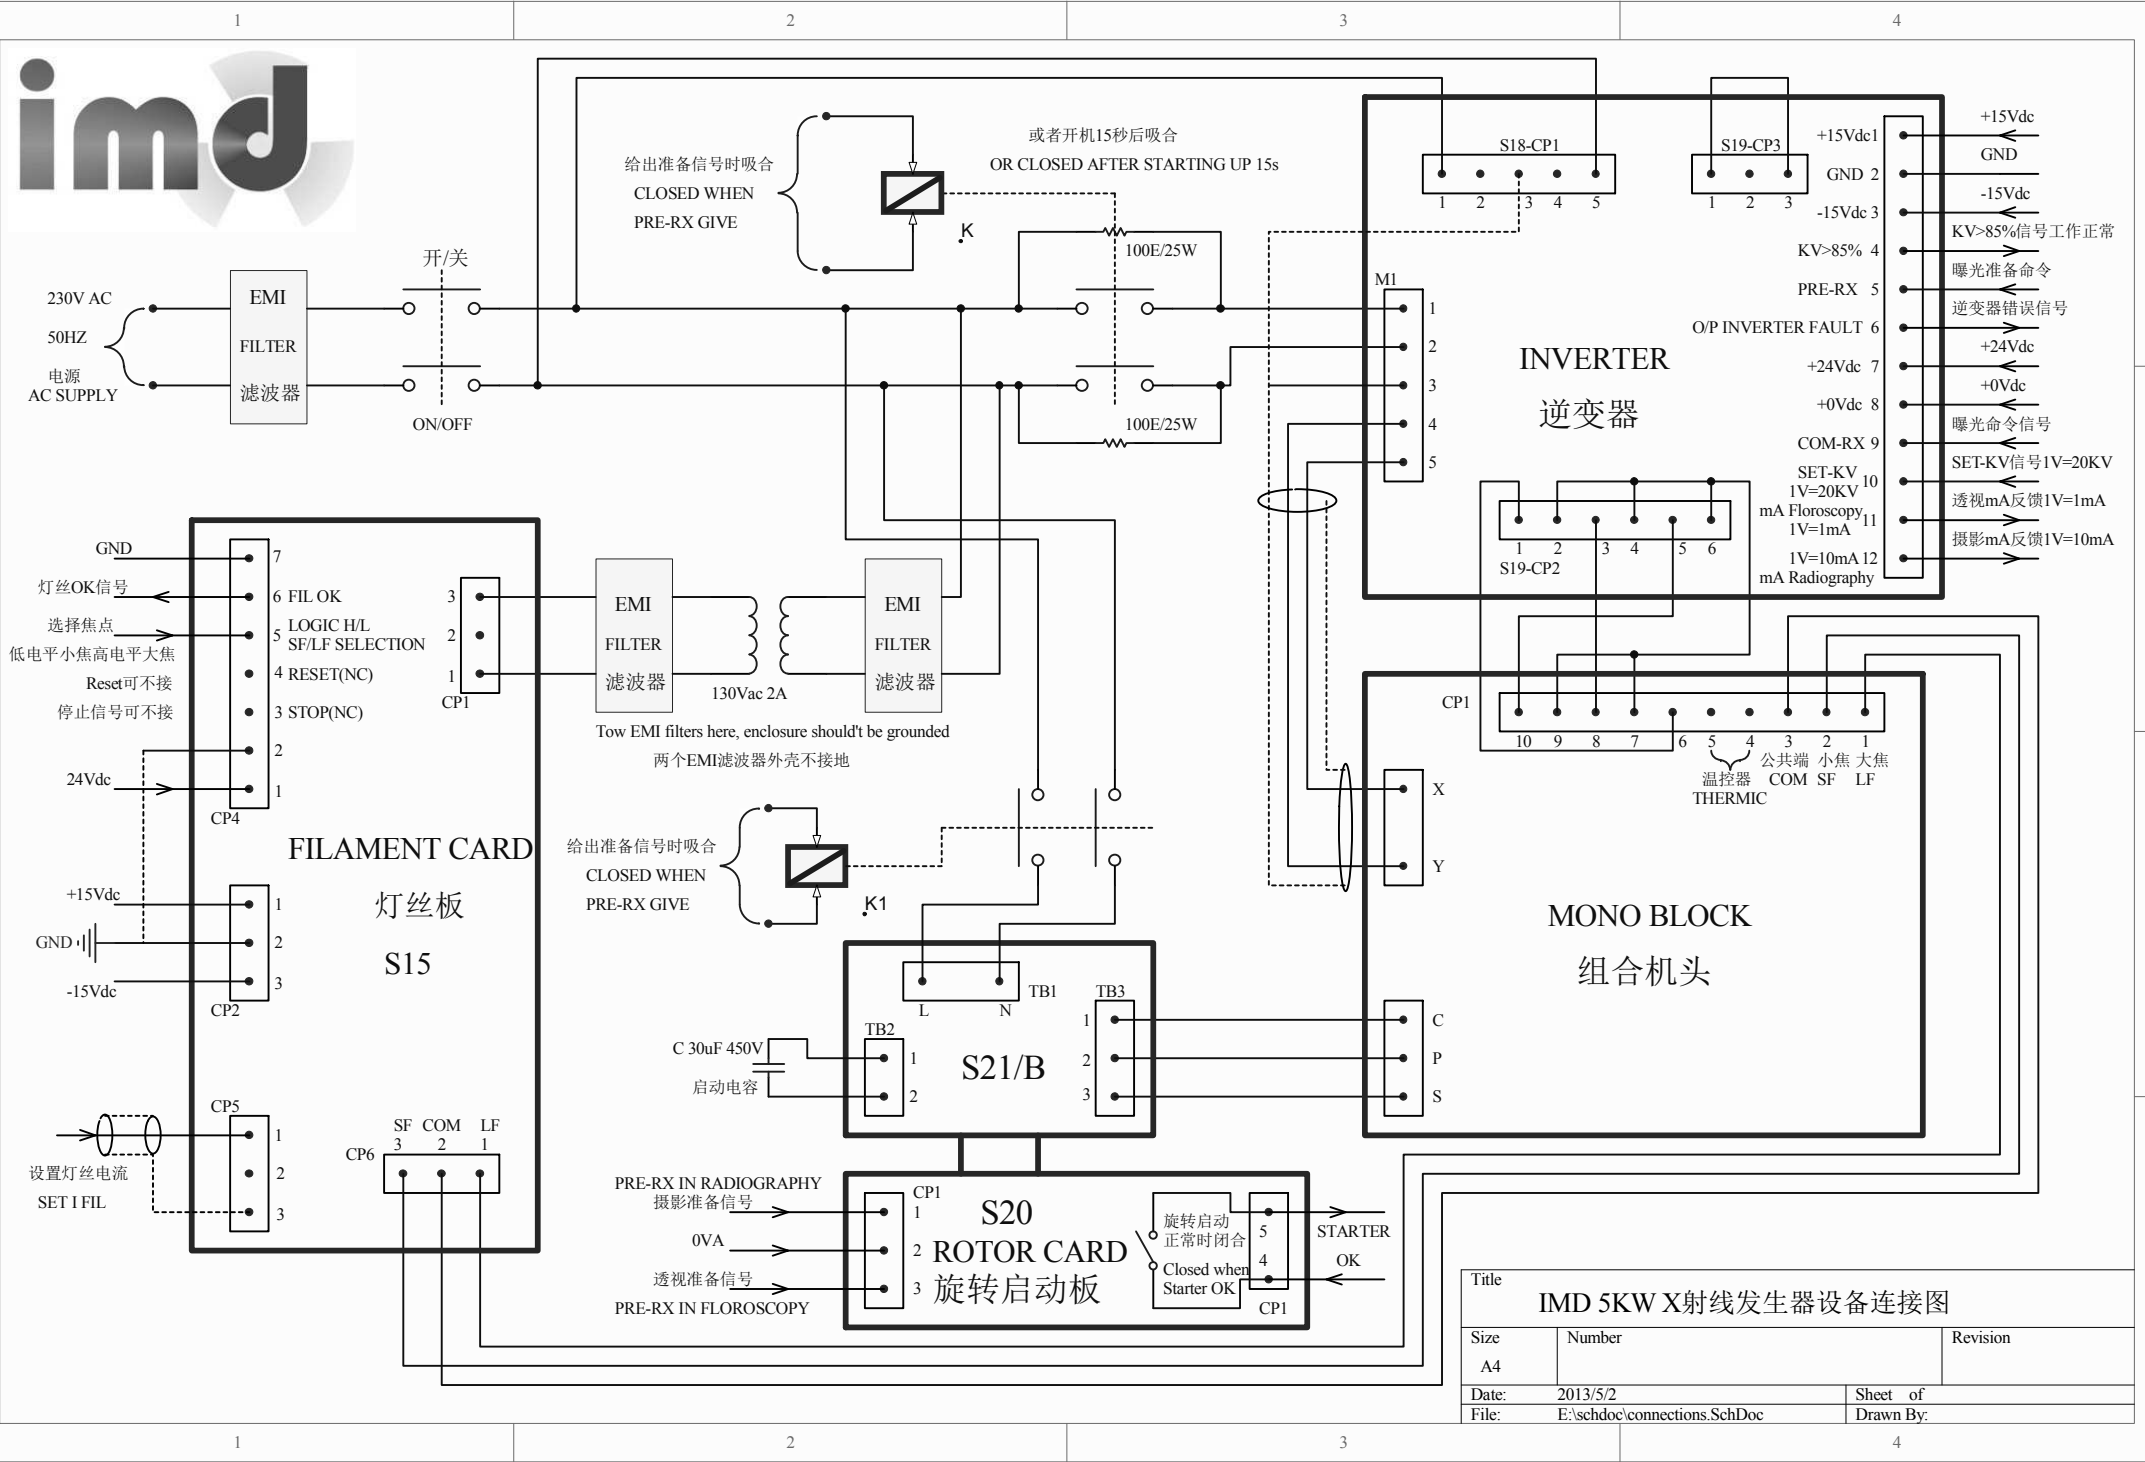 1
2
3
4
imd
230V AC
50HZ
电源
AC SUPPLY
EMI
FILTER
滤波器
开/关
ON/OFF
给出准备信号时吸合
CLOSED WHEN
PRE-RX GIVE
K
或者开机15秒后吸合
OR CLOSED AFTER STARTING UP 15s
100E/25W
100E/25W
M1
1
2
3
4
5
S18-CP1
1
2
3
4
5
S19-CP3
1
2
3
INVERTER
逆变器
+15Vdc1
GND 2
-15Vdc 3
KV>85% 4
PRE-RX 5
O/P INVERTER FAULT 6
+24Vdc 7
+0Vdc 8
COM-RX 9
SET-KV
1V=20KV
10
mA Floroscopy
1V=1mA
11
1V=10mA 12
mA Radiography
+15Vdc
GND
-15Vdc
KV>85%信号工作正常
曝光准备命令
逆变器错误信号
+24Vdc
+0Vdc
曝光命令信号
SET-KV信号1V=20KV
透视mA反馈1V=1mA
摄影mA反馈1V=10mA
1
2
3
4
5
6
S19-CP2
GND
灯丝OK信号
选择焦点
低电平小焦高电平大焦
Reset可不接
停止信号可不接
24Vdc
7
6 FIL OK
5 LOGIC H/L
SF/LF SELECTION
4 RESET(NC)
3 STOP(NC)
2
1
CP4
3
2
1
CP1
FILAMENT CARD
灯丝板
S15
+15Vdc
GND
-15Vdc
1
2
3
CP2
CP5
1
2
3
设置灯丝电流
SET I FIL
SF COM LF
3 2 1
CP6
EMI
FILTER
滤波器
130Vac 2A
EMI
FILTER
滤波器
Tow EMI filters here, enclosure should't be grounded
两个EMI滤波器外壳不接地
给出准备信号时吸合
CLOSED WHEN
PRE-RX GIVE
K1
L
N
TB1
TB3
1
2
3
TB2
1
2
C 30uF 450V
启动电容
S21/B
CP1
10
9
8
7
6
5
4
3
2
1
温控器
THERMIC
公共端 小焦 大焦
COM SF LF
X
Y
MONO BLOCK
组合机头
C
P
S
PRE-RX IN RADIOGRAPHY
摄影准备信号
0VA
透视准备信号
PRE-RX IN FLOROSCOPY
CP1
1
2
3
S20
ROTOR CARD
旋转启动板
旋转启动
正常时闭合
Closed when
Starter OK
5
4
CP1
STARTER
OK
Title
IMD 5KW X射线发生器设备连接图
Size
A4
Number
Revision
Date:
2013/5/2
Sheet of
File:
E:\schdoc\connections.SchDoc
Drawn By:
1
2
3
4